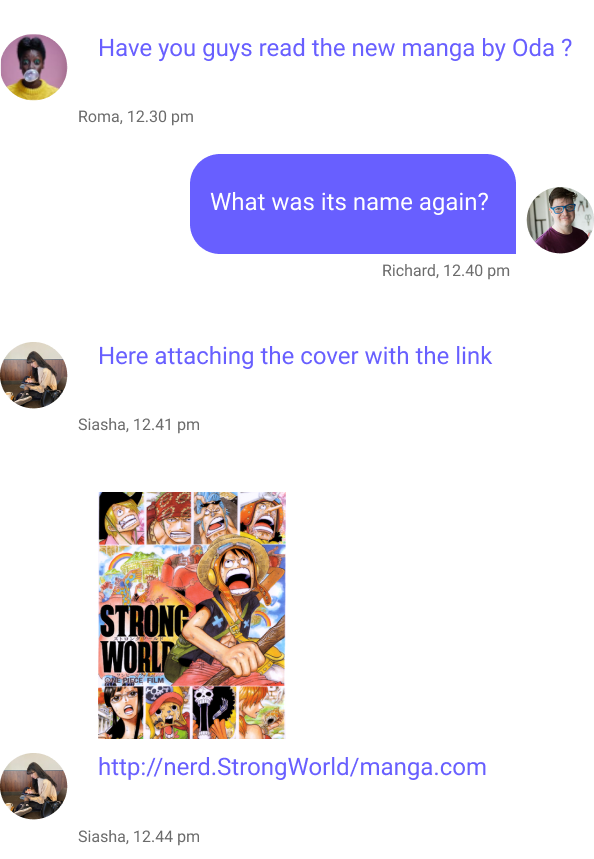 Have you guys read the new manga by Oda ?
Roma, 12.30 pm
What was its name again?
Richard, 12.40 pm
Here attaching the cover with the link
Siasha, 12.41 pm
STRONG
WORLD
ONE PIECE FILM
http://nerd.StrongWorld/manga.com
Siasha, 12.44 pm